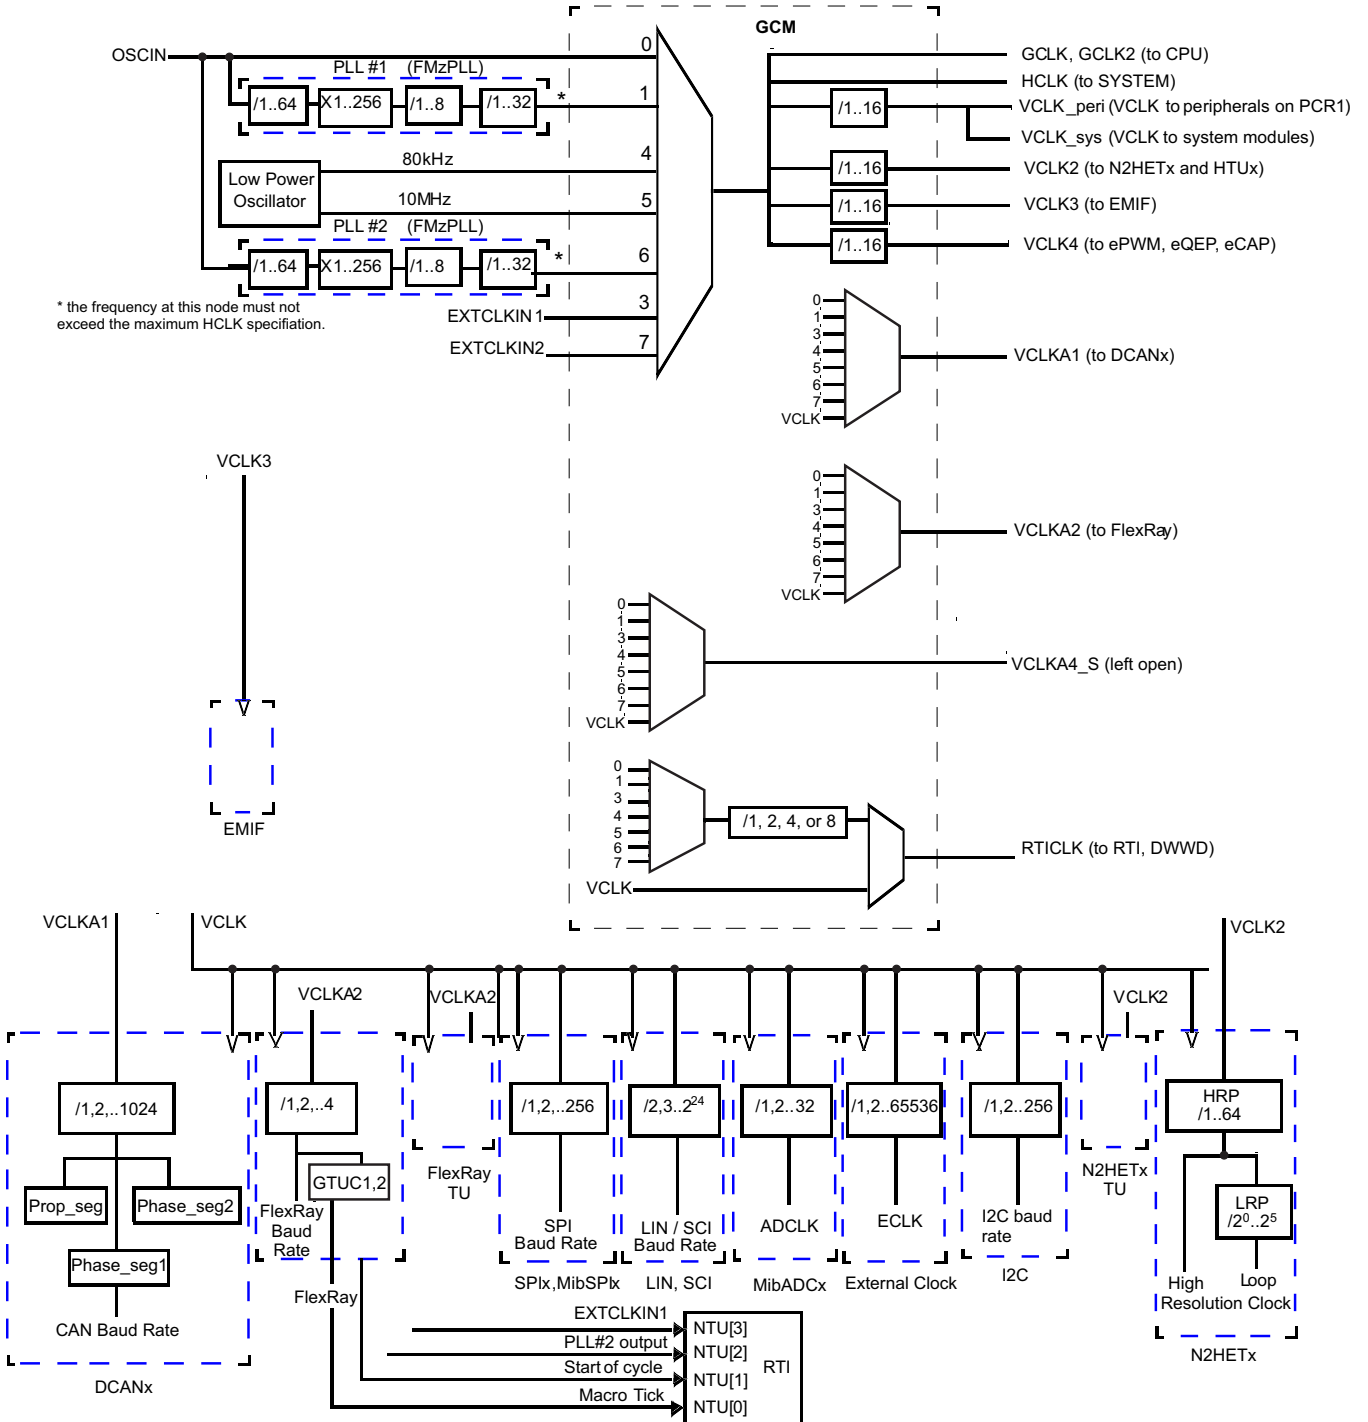 GCM
OSCIN
PLL #1 (FMzPLL)
/1..64
X1..256
/1..8
/1..32
*
0
1
4
5
6
3
7
80kHz
Low Power
Oscillator
10MHz
PLL #2 (FMzPLL)
/1..64
X1..256
/1..8
/1..32
*
* the frequency at this node must not
exceed the maximum HCLK specifiation.
EXTCLKIN1
EXTCLKIN2
GCLK, GCLK2 (to CPU)
HCLK (to SYSTEM)
/1..16
VCLK_peri (VCLK to peripherals on PCR1)
VCLK_sys (VCLK to system modules)
/1..16
VCLK2 (to N2HETx and HTUx)
/1..16
VCLK3 (to EMIF)
/1..16
VCLK4 (to ePWM, eQEP, eCAP)
0
1
3
4
5
6
7
VCLK
VCLKA1 (to DCANx)
0
1
3
4
5
6
7
VCLK
VCLKA2 (to FlexRay)
0
1
3
4
5
6
7
VCLK
VCLKA4_S (left open)
0
1
3
4
5
6
7
/1, 2, 4, or 8
VCLK
RTICLK (to RTI, DWWD)
VCLK3
EMIF
VCLKA1
VCLK
VCLK2
VCLKA2
VCLKA2
VCLK2
/1,2,..1024
Prop_seg
Phase_seg2
Phase_seg1
CAN Baud Rate
DCANx
/1,2,..4
GTUC1,2
FlexRay
Baud
Rate
FlexRay
FlexRay
TU
/1,2,..256
SPI
Baud Rate
SPIx,MibSPIx
/2,3..2²⁴
LIN / SCI
Baud Rate
LIN, SCI
/1,2..32
ADCLK
MibADCx
/1,2..65536
ECLK
External Clock
/1,2..256
I2C baud
rate
I2C
N2HETx
TU
HRP
/1..64
LRP
/2⁰..2⁵
High
Loop
Resolution Clock
N2HETx
EXTCLKIN1
NTU[3]
PLL#2 output
NTU[2]
RTI
Start of cycle
NTU[1]
Macro Tick
NTU[0]